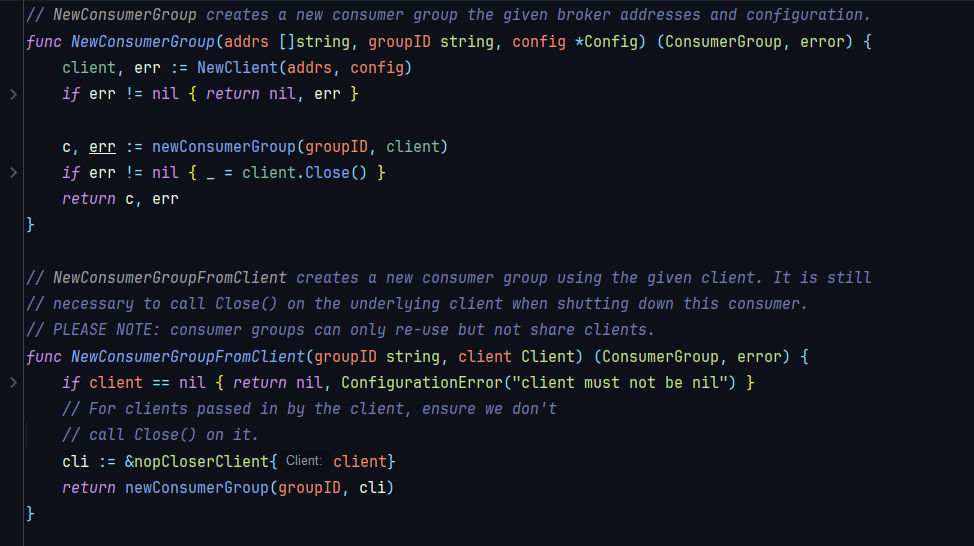 // NewConsumerGroup creates a new consumer group the given broker addresses and configuration.
func NewConsumerGroup(addrs []string, groupID string, config *Config) (ConsumerGroup, error) {
    client, err := NewClient(addrs, config)
    if err != nil { return nil, err }

    c, err := newConsumerGroup(groupID, client)
    if err != nil { _ = client.Close() }
    return c, err
}

// NewConsumerGroupFromClient creates a new consumer group using the given client. It is still
// necessary to call Close() on the underlying client when shutting down this consumer.
// PLEASE NOTE: consumer groups can only re-use but not share clients.
func NewConsumerGroupFromClient(groupID string, client Client) (ConsumerGroup, error) {
    if client == nil { return nil, ConfigurationError("client must not be nil") }
    // For clients passed in by the client, ensure we don't
    // call Close() on it.
    cli := &nopCloserClient{ Client: client}
    return newConsumerGroup(groupID, cli)
}